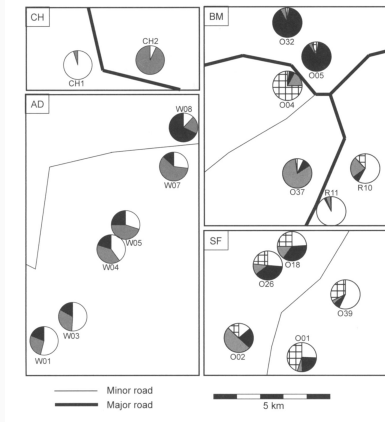 CH
CH1
CH2
BM
O32
O05
O04
O37
R10
R11
AD
W08
W07
W05
W04
W03
W01
SF
O18
O26
O39
O02
O01
Minor road
Major road
5 km